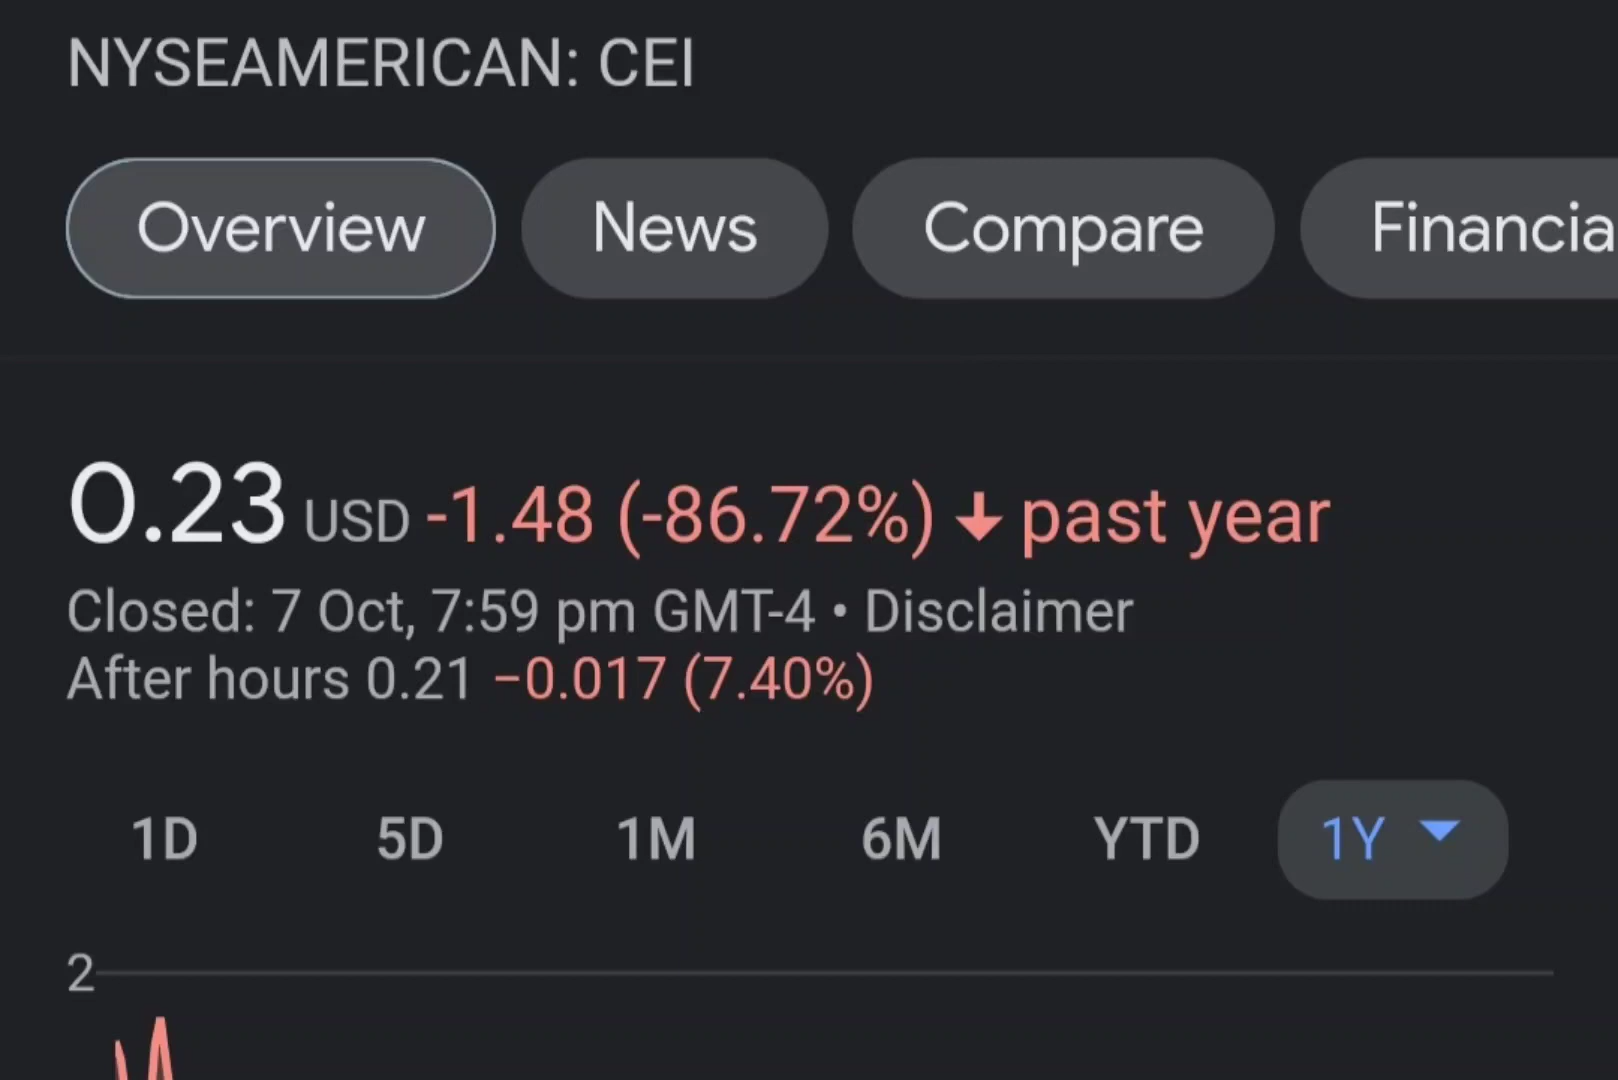 NYSEAMERICAN: CEI
Overview News Compare Financia
0.23 USD -1.48 (-86.72%) ↓ past year
Closed: 7 Oct, 7:59 pm GMT-4 • Disclaimer
After hours 0.21 −0.017 (7.40%)
1D 5D 1M 6M YTD 1Y
2